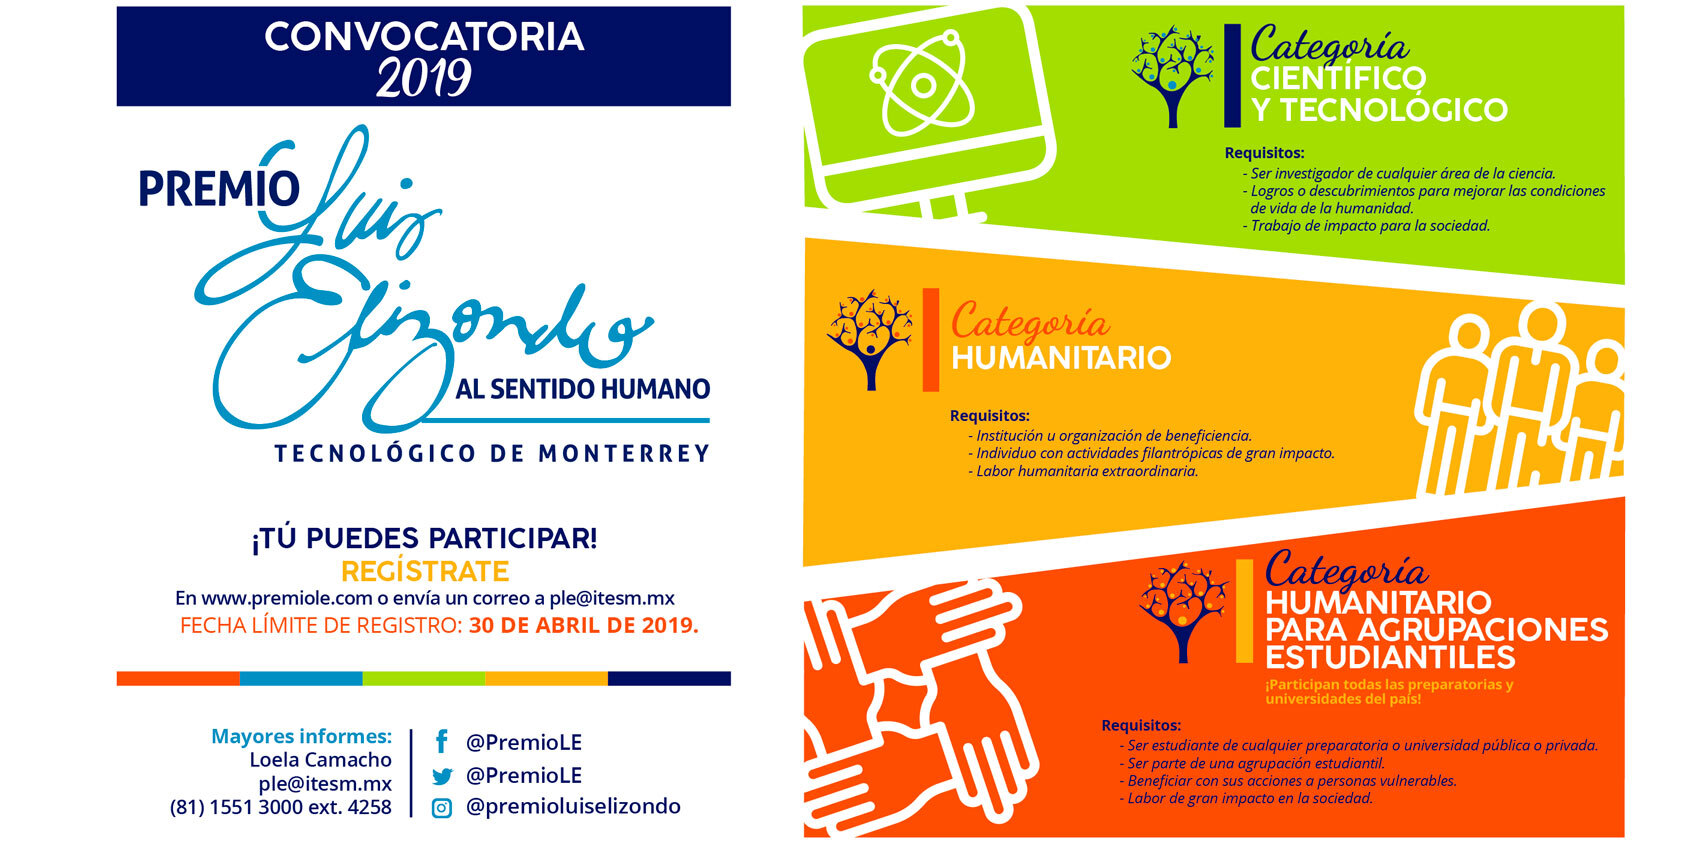 CONVOCATORIA
2019
PREMIO Luis
Elizondo
AL SENTIDO HUMANO
TECNOLÓGICO DE MONTERREY
¡TÚ PUEDES PARTICIPAR!
REGÍSTRATE
En www.premiole.com o envía un correo a ple@itesm.mx
FECHA LÍMITE DE REGISTRO: 30 DE ABRIL DE 2019.
Mayores informes:
Loela Camacho
ple@itesm.mx
(81) 1551 3000 ext. 4258
@PremioLE
@PremioLE
@premioluiselizondo
Categoría
CIENTÍFICO
Y TECNOLÓGICO
Requisitos:
- Ser investigador de cualquier área de la ciencia.
- Logros o descubrimientos para mejorar las condiciones
de vida de la humanidad.
- Trabajo de impacto para la sociedad.
Categoría
HUMANITARIO
Requisitos:
- Institución u organización de beneficiencia.
- Individuo con actividades filantrópicas de gran impacto.
- Labor humanitaria extraordinaria.
Categoría
HUMANITARIO
PARA AGRUPACIONES
ESTUDIANTILES
¡Participan todas las preparatorias y
universidades del país!
Requisitos:
- Ser estudiante de cualquier preparatoria o universidad pública o privada.
- Ser parte de una agrupación estudiantil.
- Beneficiar con sus acciones a personas vulnerables.
- Labor de gran impacto en la sociedad.